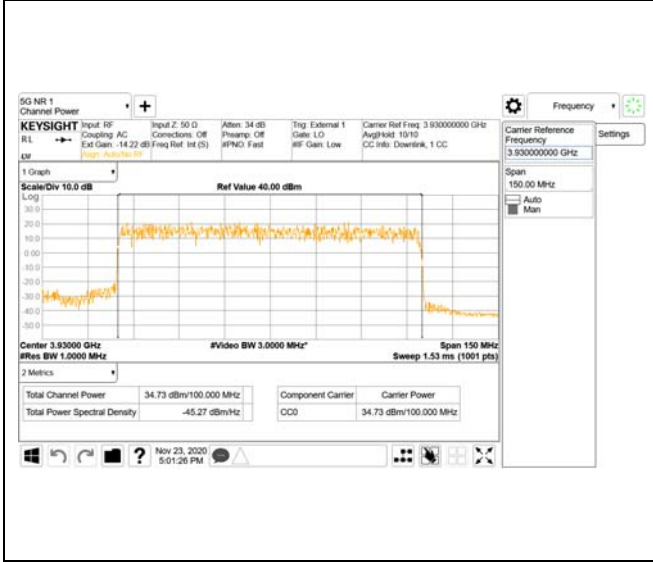 5G NR 1
Channel Power
Frequency
KEYSIGHT
RL
Input: RF
Coupling: AC
Ext Gain: -14.22 dB
Align: Auto/No RF
Input Z: 50 Ω
Corrections: Off
Freq Ref: Int (S)
Atten: 34 dB
Preamp: Off
#PNO: Fast
Trig: External 1
Gate: LO
#IF Gain: Low
Carrier Ref Freq: 3.930000000 GHz
Avg|Hold: 10/10
CC Info: Downlink, 1 CC
Carrier Reference
Frequency
3.930000000 GHz
Settings
Span
150.00 MHz
Auto
Man
1 Graph
Scale/Div 10.0 dB
Ref Value 40.00 dBm
Log
30.0
20.0
10.0
0.00
-10.0
-20.0
-30.0
-40.0
-50.0
Center 3.93000 GHz
#Video BW 3.0000 MHz*
Span 150 MHz
#Res BW 1.0000 MHz
Sweep 1.53 ms (1001 pts)
2 Metrics
Total Channel Power
34.73 dBm/100.000 MHz
Total Power Spectral Density
-45.27 dBm/Hz
Component Carrier
Carrier Power
CC0
34.73 dBm/100.000 MHz
?
Nov 23, 2020
5:01:26 PM